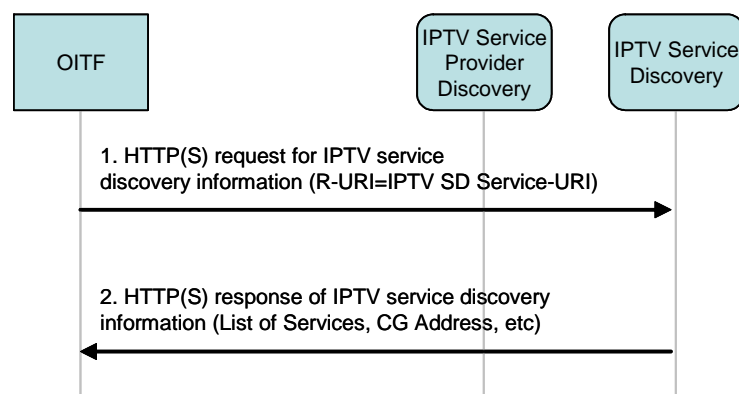 OITF
IPTV Service
Provider
Discovery
IPTV Service
Discovery
1. HTTP(S) request for IPTV service
discovery information (R-URI=IPTV SD Service-URI)
2. HTTP(S) response of IPTV service discovery
information (List of Services, CG Address, etc)